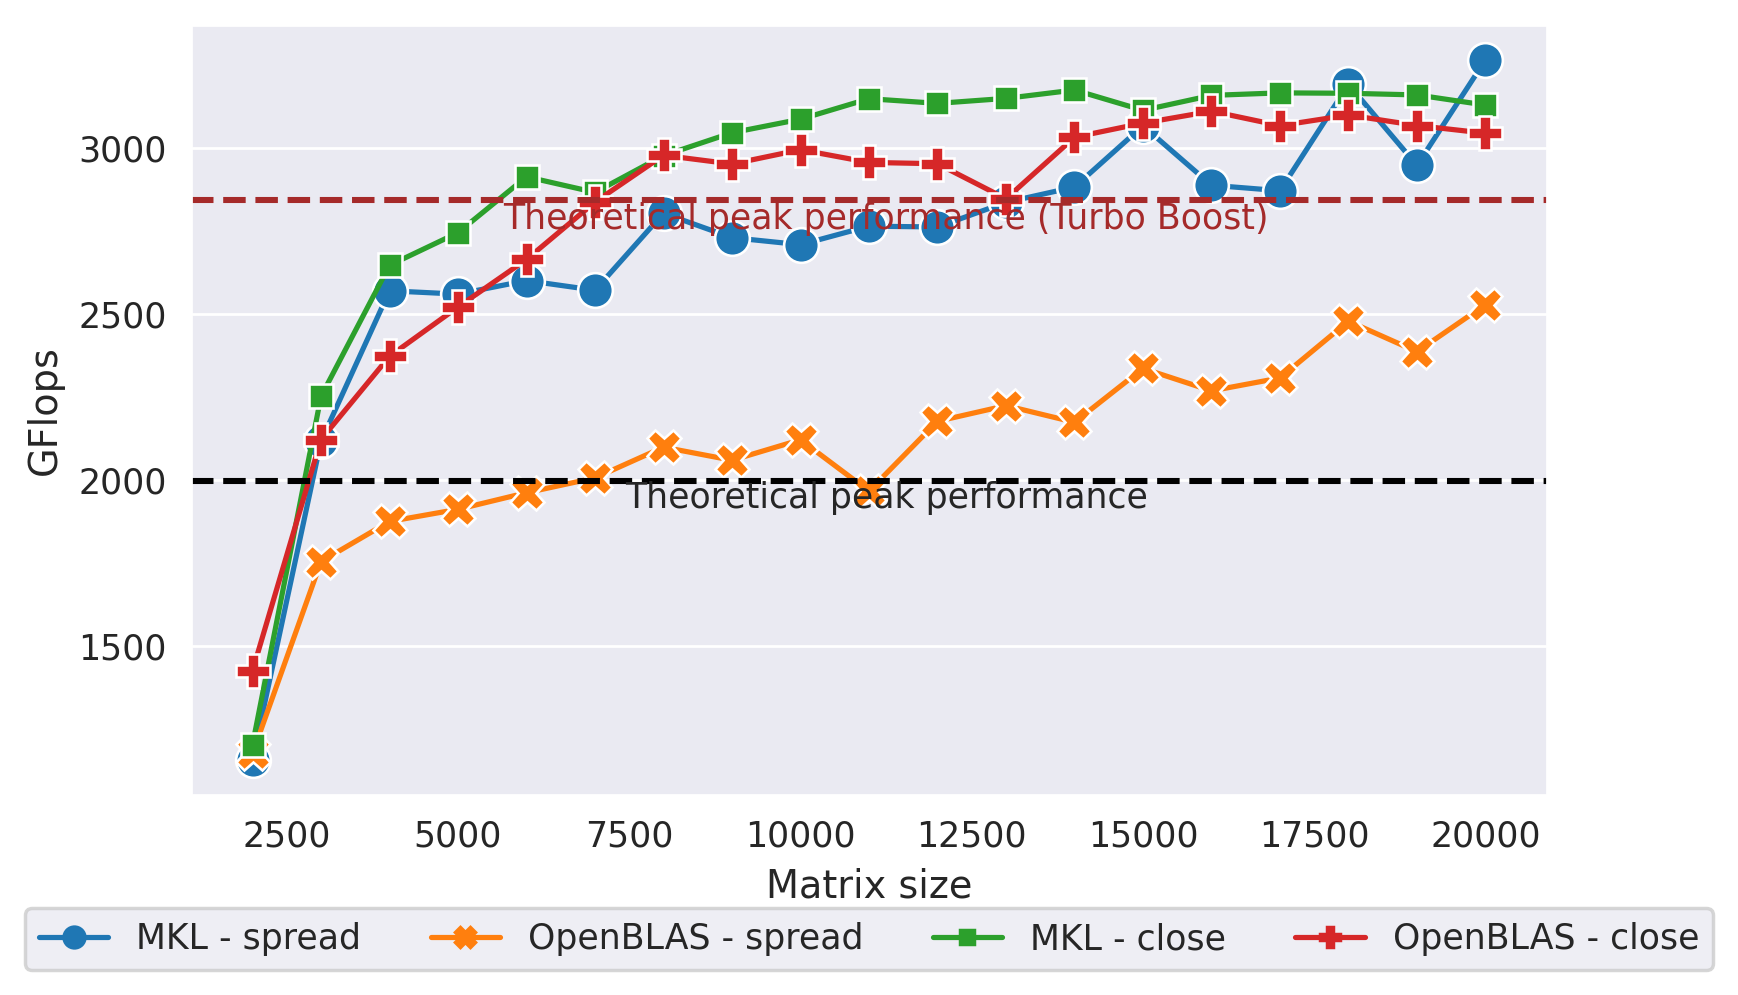 3000
2500
2000
1500
GFlops
Theoretical peak performance (Turbo Boost)
Theoretical peak performance
2500 5000 7500 10000 12500 15000 17500 20000
Matrix size
MKL - spread OpenBLAS - spread MKL - close OpenBLAS - close